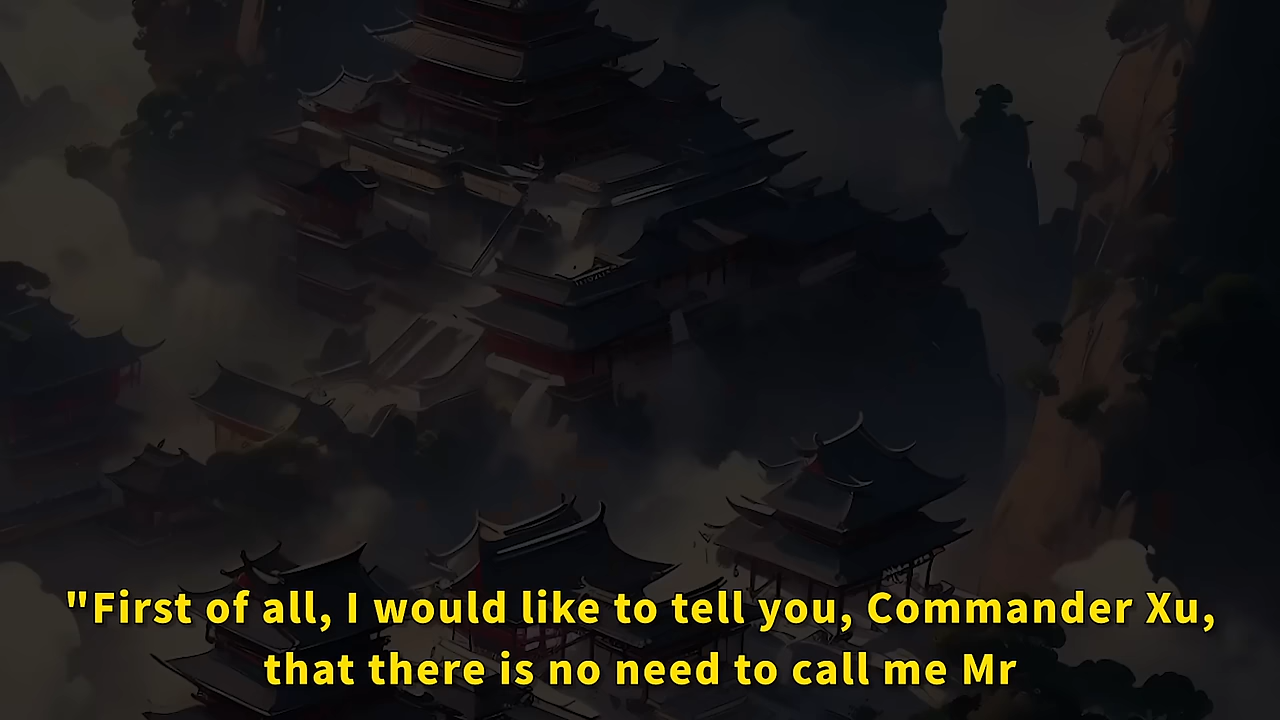 "First of all, I would like to tell you, Commander Xu,
that there is no need to call me Mr